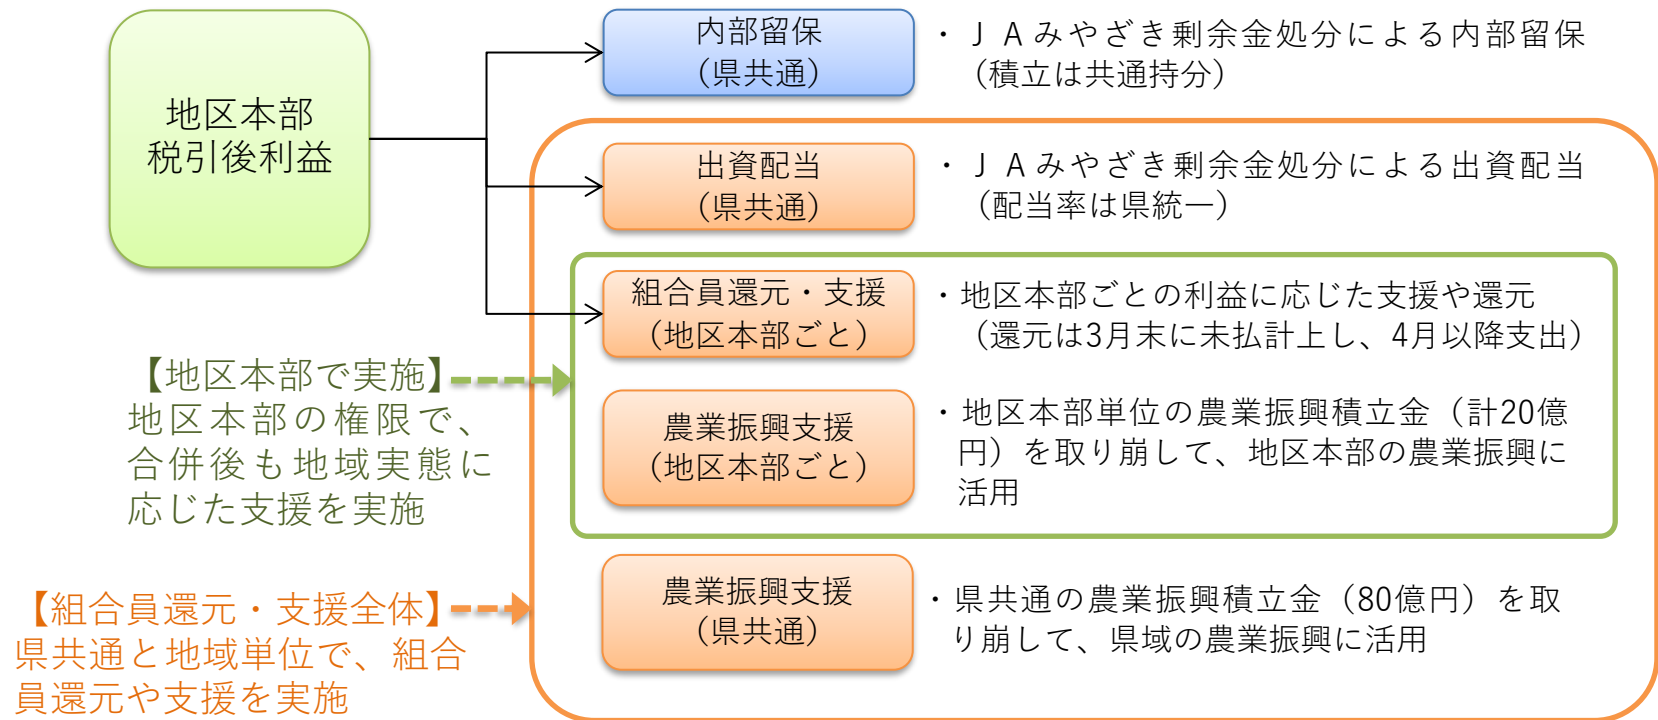 地区本部
税引後利益
内部留保
（県共通）
・ＪＡみやざき剰余金処分による内部留保
（積立は共通持分）
出資配当
（県共通）
・ＪＡみやざき剰余金処分による出資配当
（配当率は県統一）
組合員還元・支援
（地区本部ごと）
・地区本部ごとの利益に応じた支援や還元
（還元は3月末に未払計上し、4月以降支出）
【地区本部で実施】
地区本部の権限で、
合併後も地域実態に
応じた支援を実施
農業振興支援
（地区本部ごと）
・地区本部単位の農業振興積立金（計20億
円）を取り崩して、地区本部の農業振興に
活用
【組合員還元・支援全体】
県共通と地域単位で、組合
員還元や支援を実施
農業振興支援
（県共通）
・県共通の農業振興積立金（80億円）を取
り崩して、県域の農業振興に活用